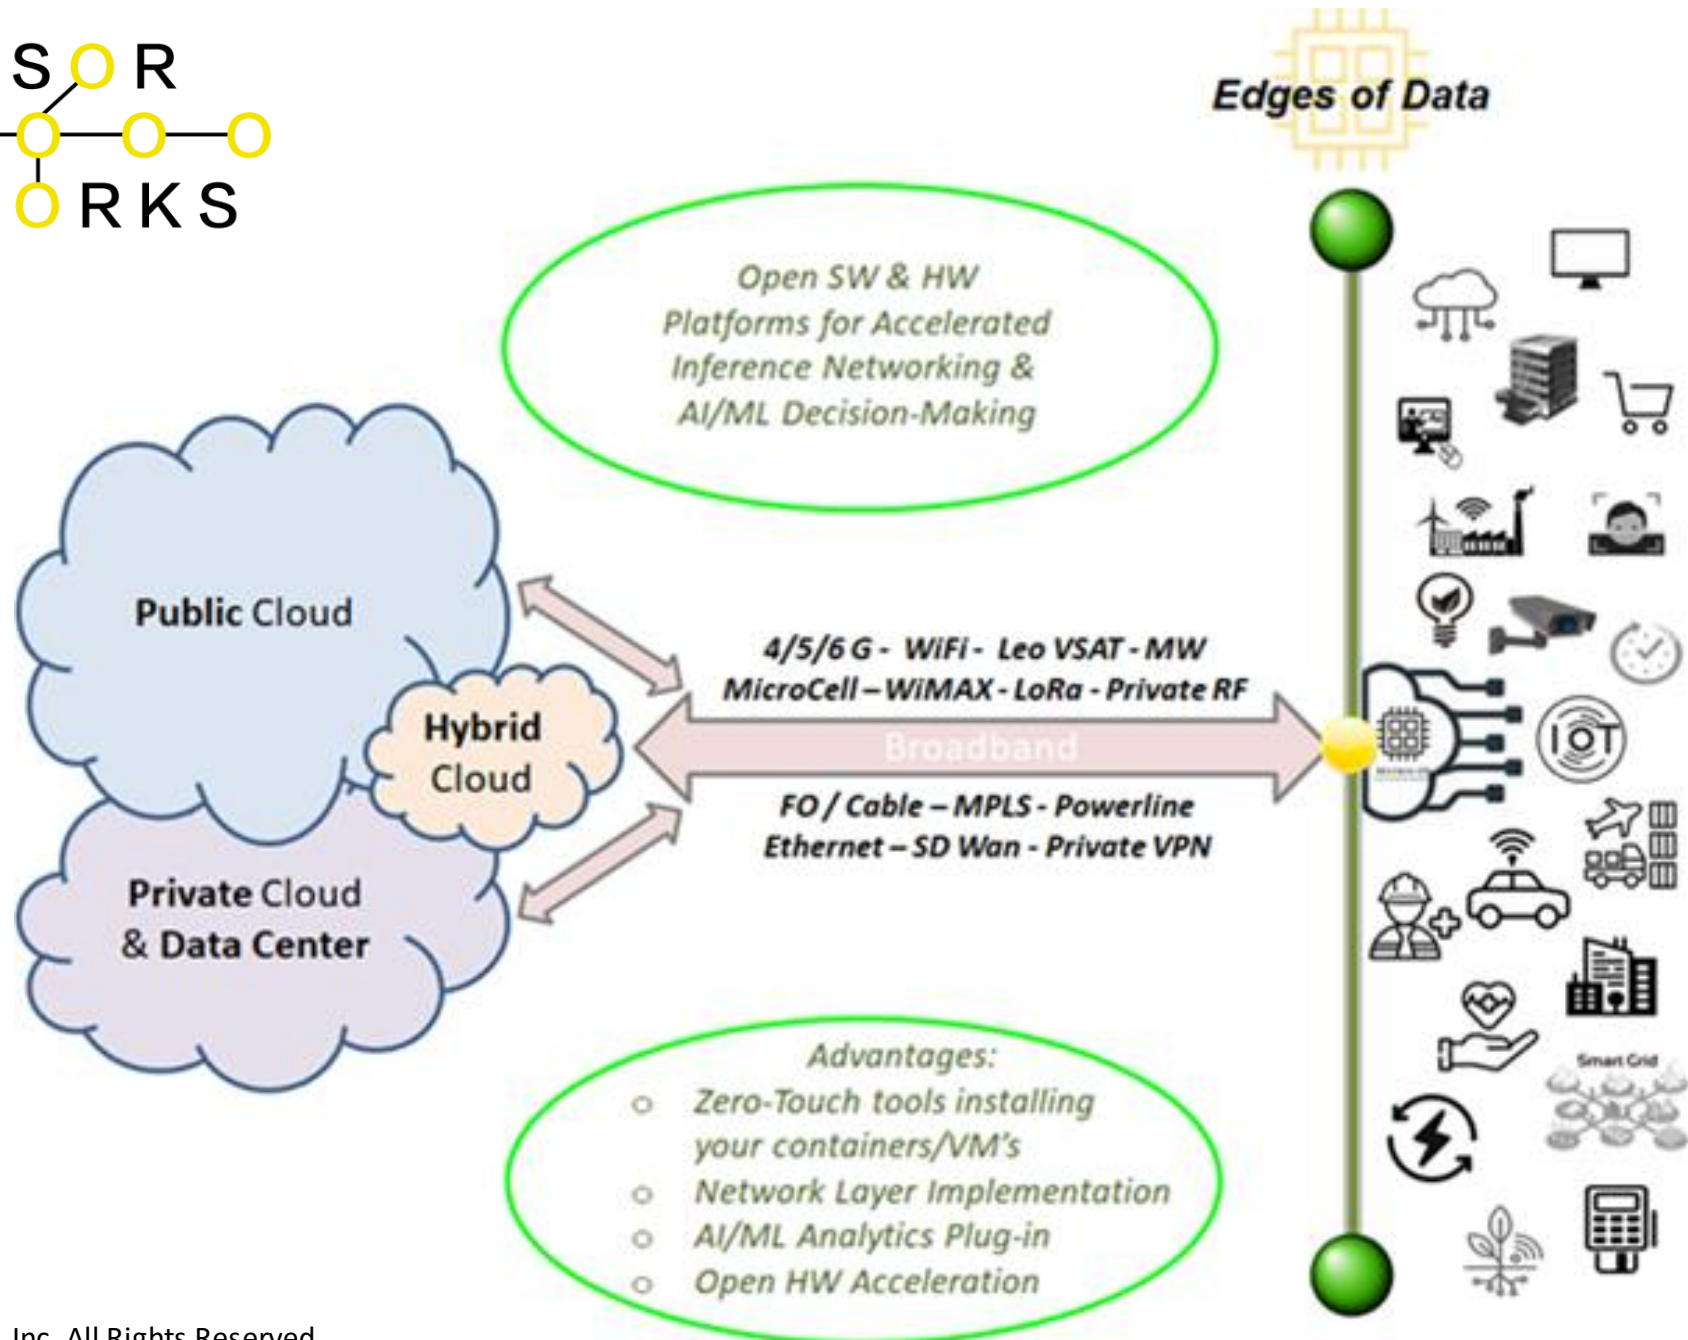 S O R
O O O
O R K S
Edges of Data
Open SW & HW
Platforms for Accelerated
Inference Networking &
AI/ML Decision-Making
Public Cloud
Hybrid
Cloud
Private Cloud
& Data Center
4/5/6 G - WiFi - Leo VSAT - MW
MicroCell – WiMAX - LoRa - Private RF
Broadband
FO / Cable – MPLS - Powerline
Ethernet – SD Wan - Private VPN
IOT
Smart Grid
Advantages:
o Zero-Touch tools installing
your containers/VM's
o Network Layer Implementation
o AI/ML Analytics Plug-in
o Open HW Acceleration
Inc. All Rights Reserved